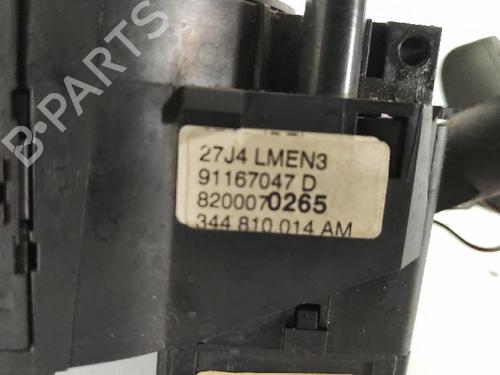 27J4 LMEN3
91167047 D
8200070265
344 810 014 AM
B-PARTS